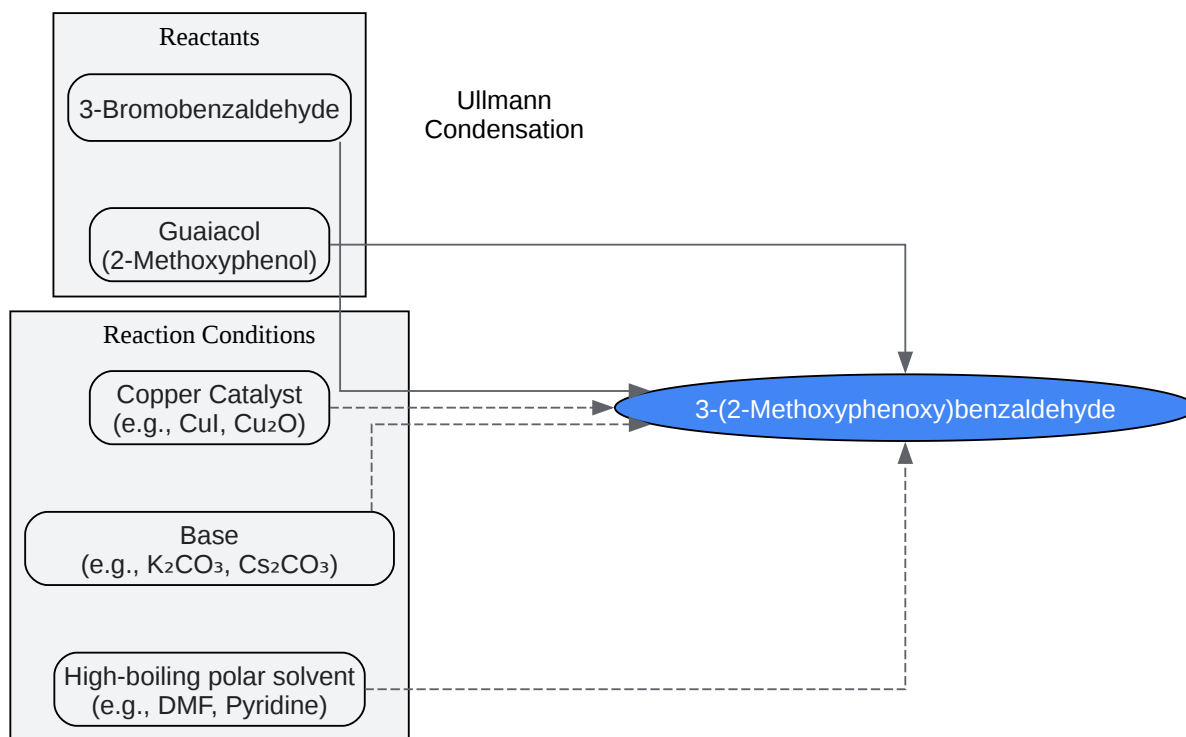 Reactants
3-Bromobenzaldehyde
Ullmann
Condensation
Guaiacol
(2-Methoxyphenol)
Reaction Conditions
Copper Catalyst
(e.g., CuI, Cu₂O)
3-(2-Methoxyphenoxy)benzaldehyde
Base
(e.g., K₂CO₃, Cs₂CO₃)
High-boiling polar solvent
(e.g., DMF, Pyridine)